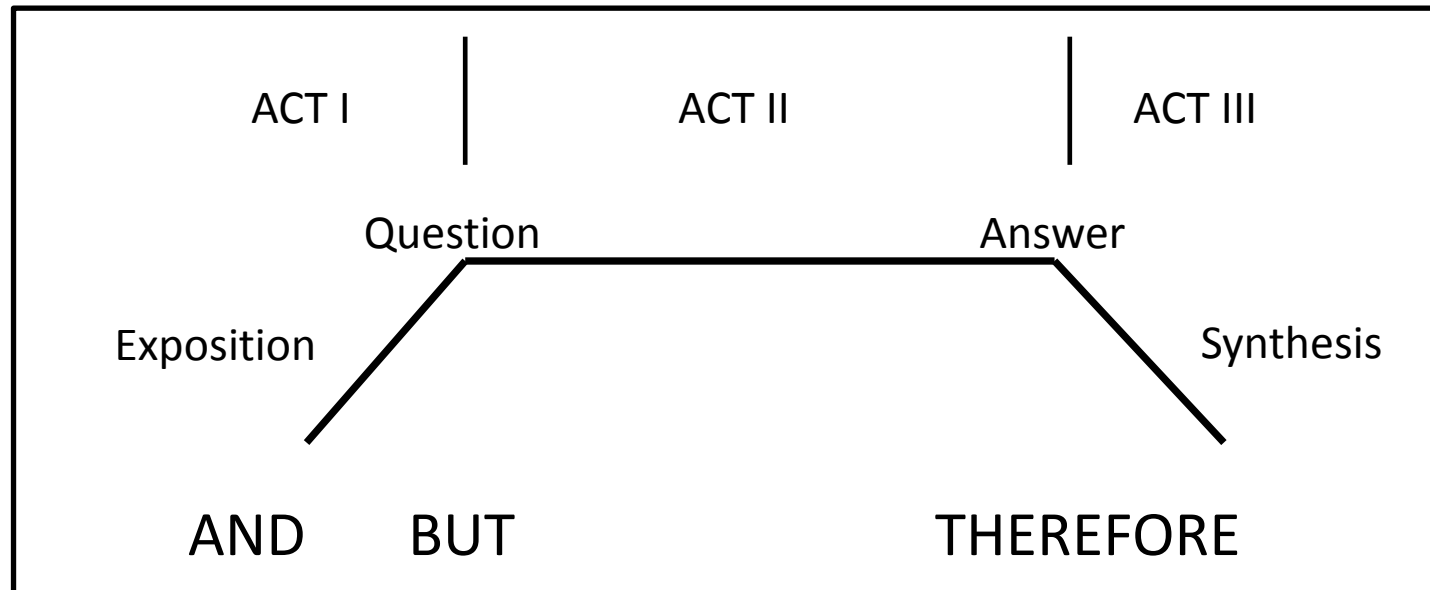 ACT I ACT II ACT III
Question Answer
Exposition Synthesis
AND BUT THEREFORE